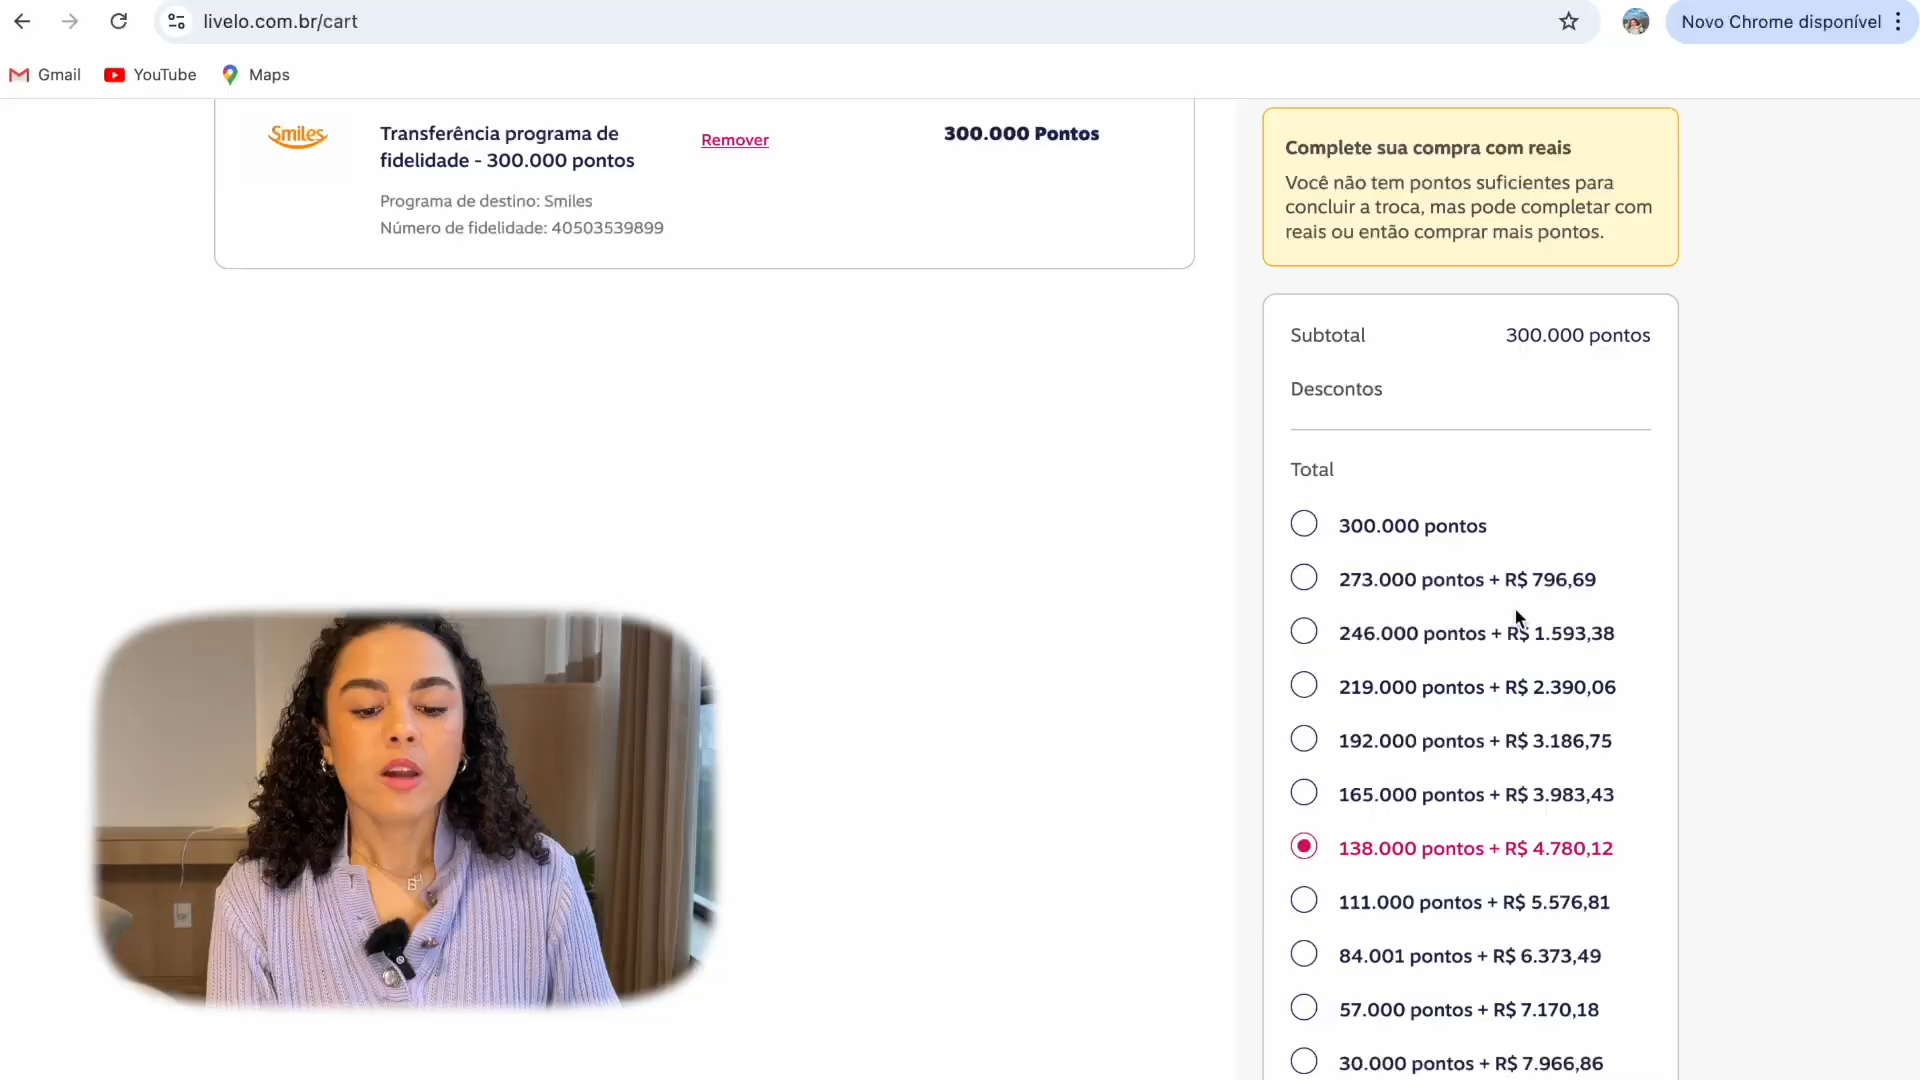 livelo.com.br/cart
Novo Chrome disponível
Gmail
YouTube
Maps
Smiles
Transferência programa de
fidelidade - 300.000 pontos
Remover
300.000 Pontos
Programa de destino: Smiles
Número de fidelidade: 40503539899
Complete sua compra com reais
Você não tem pontos suficientes para
concluir a troca, mas pode completar com
reais ou então comprar mais pontos.
Subtotal
300.000 pontos
Descontos
Total
300.000 pontos
273.000 pontos + R$ 796,69
246.000 pontos + R$ 1.593,38
219.000 pontos + R$ 2.390,06
192.000 pontos + R$ 3.186,75
165.000 pontos + R$ 3.983,43
138.000 pontos + R$ 4.780,12
111.000 pontos + R$ 5.576,81
84.001 pontos + R$ 6.373,49
57.000 pontos + R$ 7.170,18
30.000 pontos + R$ 7.966,86